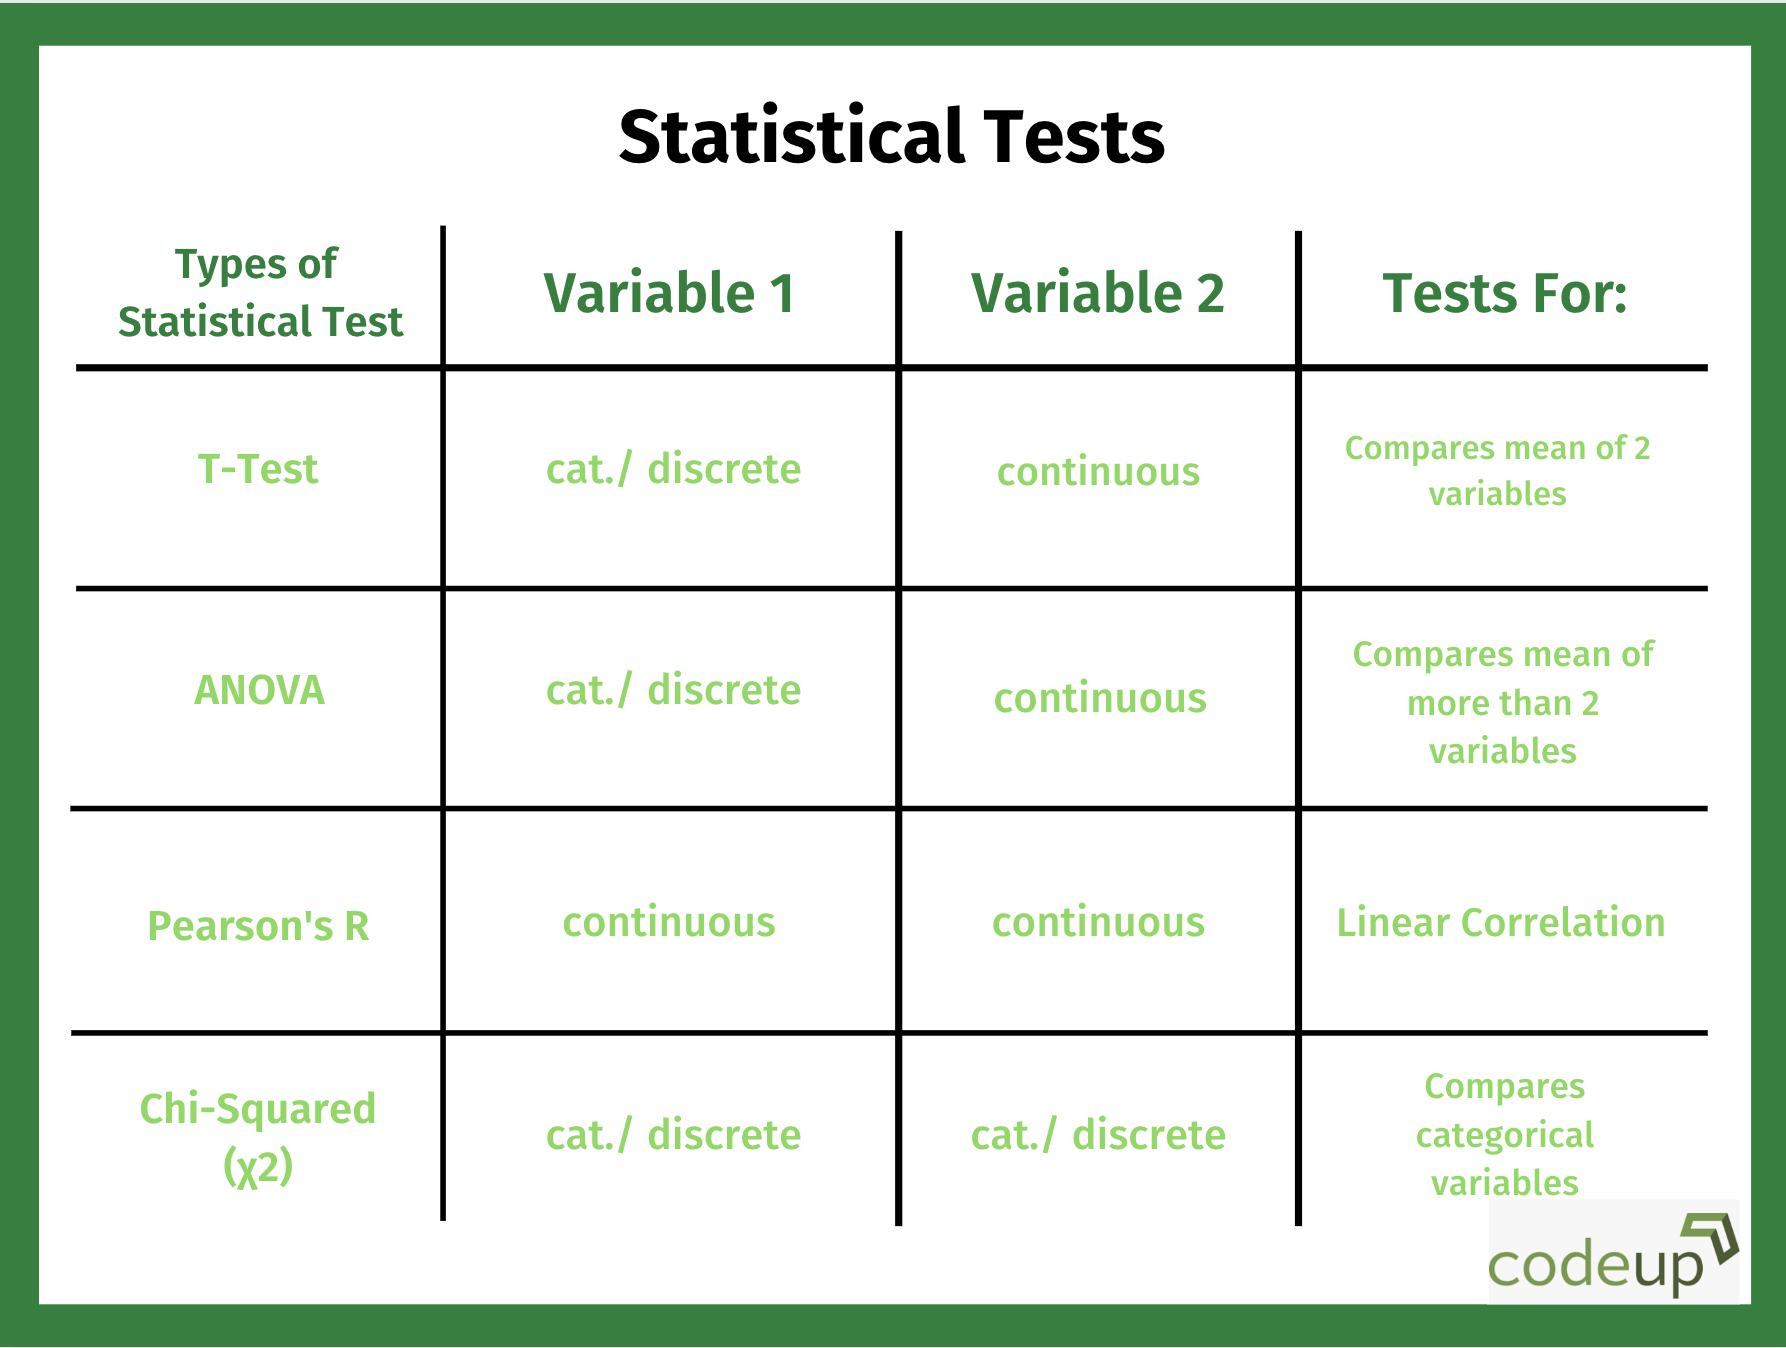 Statistical Tests
Types of
Statistical Test
Variable 1
Variable 2
Tests For:
T-Test
cat./ discrete
continuous
Compares mean of 2
variables
ANOVA
cat./ discrete
continuous
Compares mean of
more than 2
variables
Pearson's R
continuous
continuous
Linear Correlation
Chi-Squared
(χ2)
cat./ discrete
cat./ discrete
Compares
categorical
variables
codeup